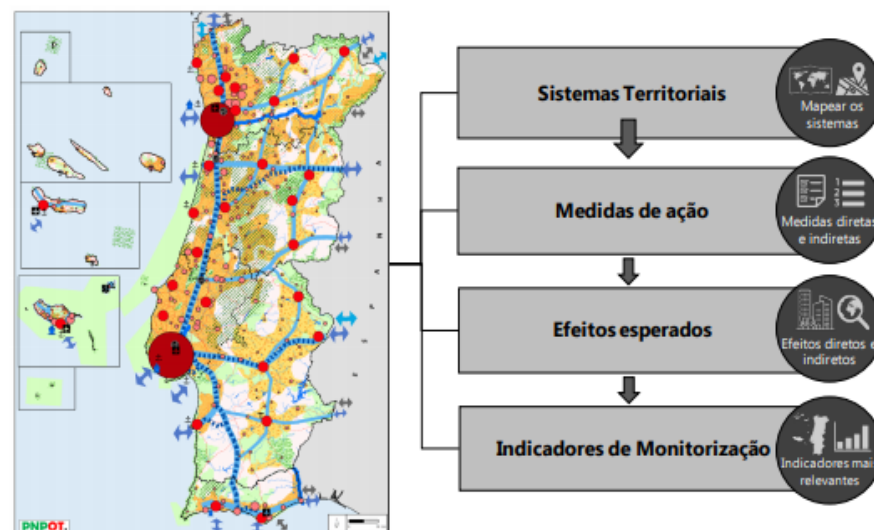 Sistemas Territoriais
Mapear os
sistemas
Medidas de ação
Medidas diretas
e indiretas
Efeitos esperados
Efeitos diretos e
indiretos
Indicadores de Monitorização
Indicadores mais
relevantes
ESPANHA
PNPOT.